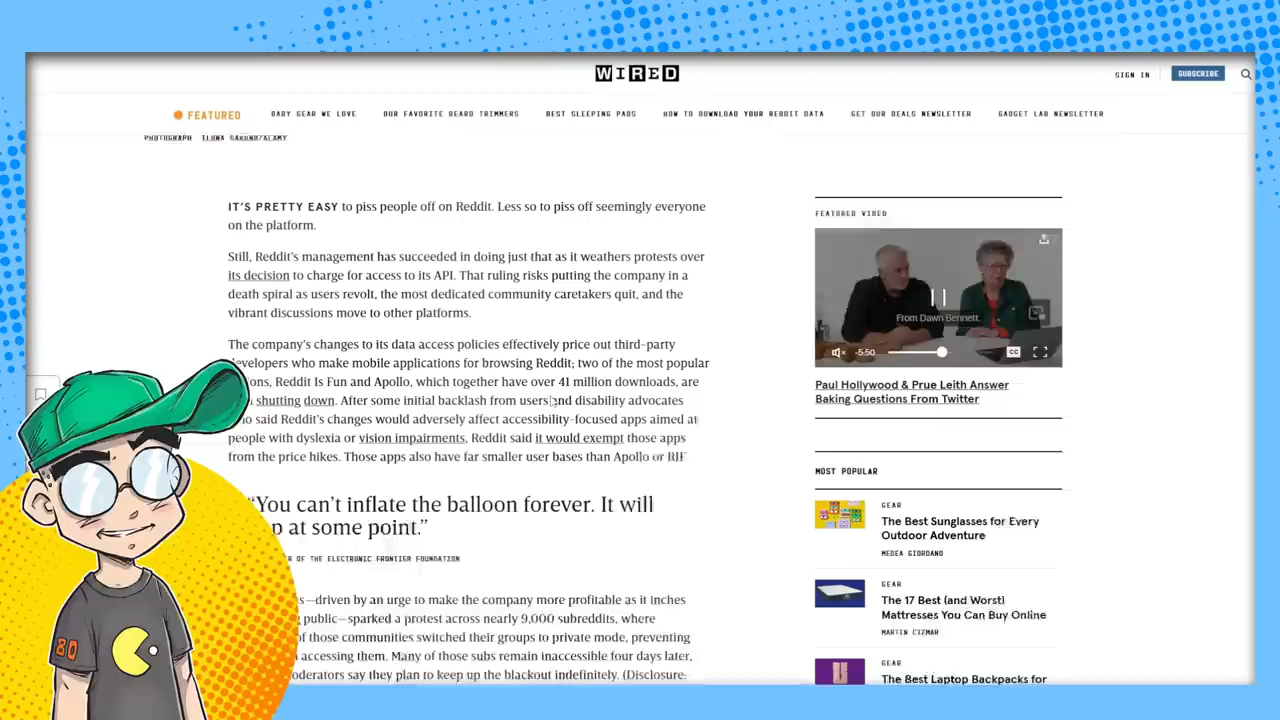 WIRED
SIGN IN
SUBSCRIBE
FEATURED
BABY GEAR WE LOVE
OUR FAVORITE BEARD TRIMMERS
BEST SLEEPING PADS
HOW TO DOWNLOAD YOUR REDDIT DATA
GET OUR DEALS NEWSLETTER
GADGET LAB NEWSLETTER
PHOTOGRAPH
IT'S PRETTY EASY to piss people off on Reddit. Less so to piss off seemingly everyone
on the platform.
Still, Reddit's management has succeeded in doing just that as it weathers protests over
its decision to charge for access to its API. That ruling risks putting the company in a
death spiral as users revolt, the most dedicated community caretakers quit, and the
vibrant discussions move to other platforms.
The company's changes to its data access policies effectively price out third-party
developers who make mobile applications for browsing Reddit; two of the most popular
ons, Reddit Is Fun and Apollo, which together have over 41 million downloads, are
shutting down. After some initial backlash from users and disability advocates
who said Reddit's changes would adversely affect accessibility-focused apps aimed at
people with dyslexia or vision impairments, Reddit said it would exempt those apps
from the price hikes. Those apps also have far smaller user bases than Apollo or RIF.
"You can't inflate the balloon forever. It will
p at some point."
R OF THE ELECTRONIC FRONTIER FOUNDATION
s—driven by an urge to make the company more profitable as it inches
public—sparked a protest across nearly 9,000 subreddits, where
of those communities switched their groups to private mode, preventing
accessing them. Many of those subs remain inaccessible four days later,
oderators say they plan to keep up the blackout indefinitely. (Disclosure:
FEATURED WIRED
From Dawn Bennett.
-5:50
CC
Paul Hollywood & Prue Leith Answer
Baking Questions From Twitter
MOST POPULAR
GEAR
The Best Sunglasses for Every
Outdoor Adventure
MEDEA GIORDANO
GEAR
The 17 Best (and Worst)
Mattresses You Can Buy Online
MARTIN CIZMAR
GEAR
The Best Laptop Backpacks for
80